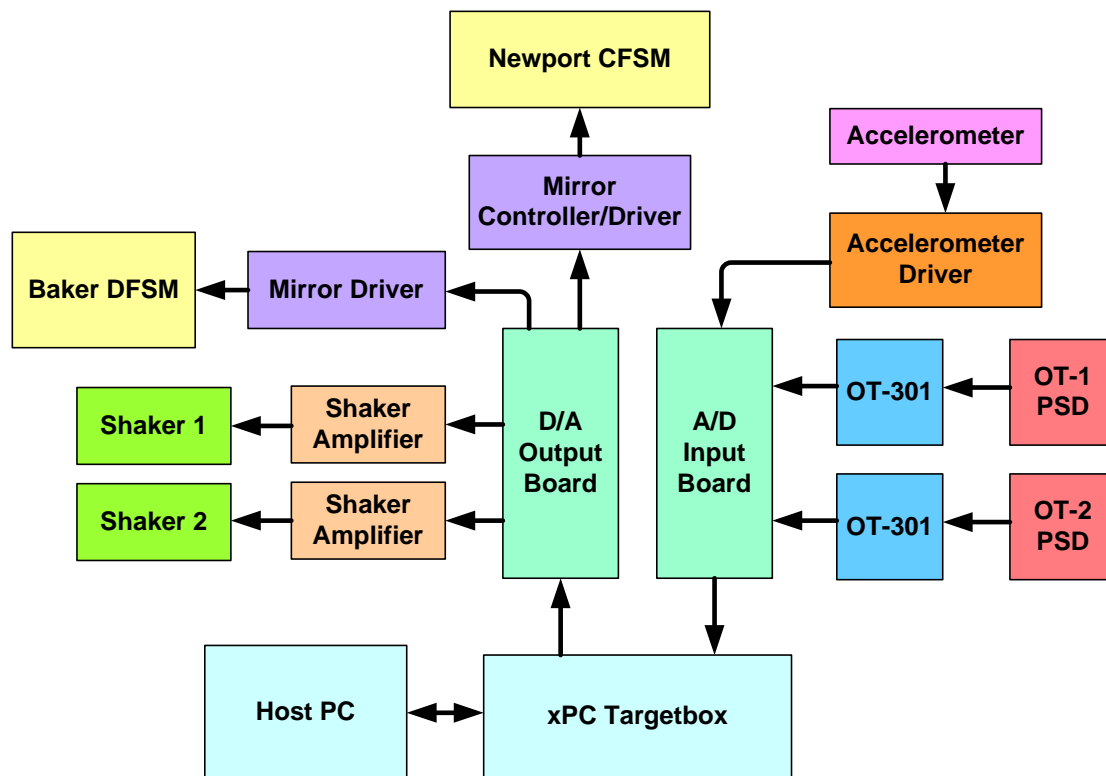 Newport CFSM
Accelerometer
Mirror
Controller/Driver
Accelerometer
Driver
Baker DFSM
Mirror Driver
OT-301
OT-1
PSD
Shaker 1
Shaker
Amplifier
D/A
Output
Board
A/D
Input
Board
Shaker 2
Shaker
Amplifier
OT-301
OT-2
PSD
Host PC
xPC Targetbox